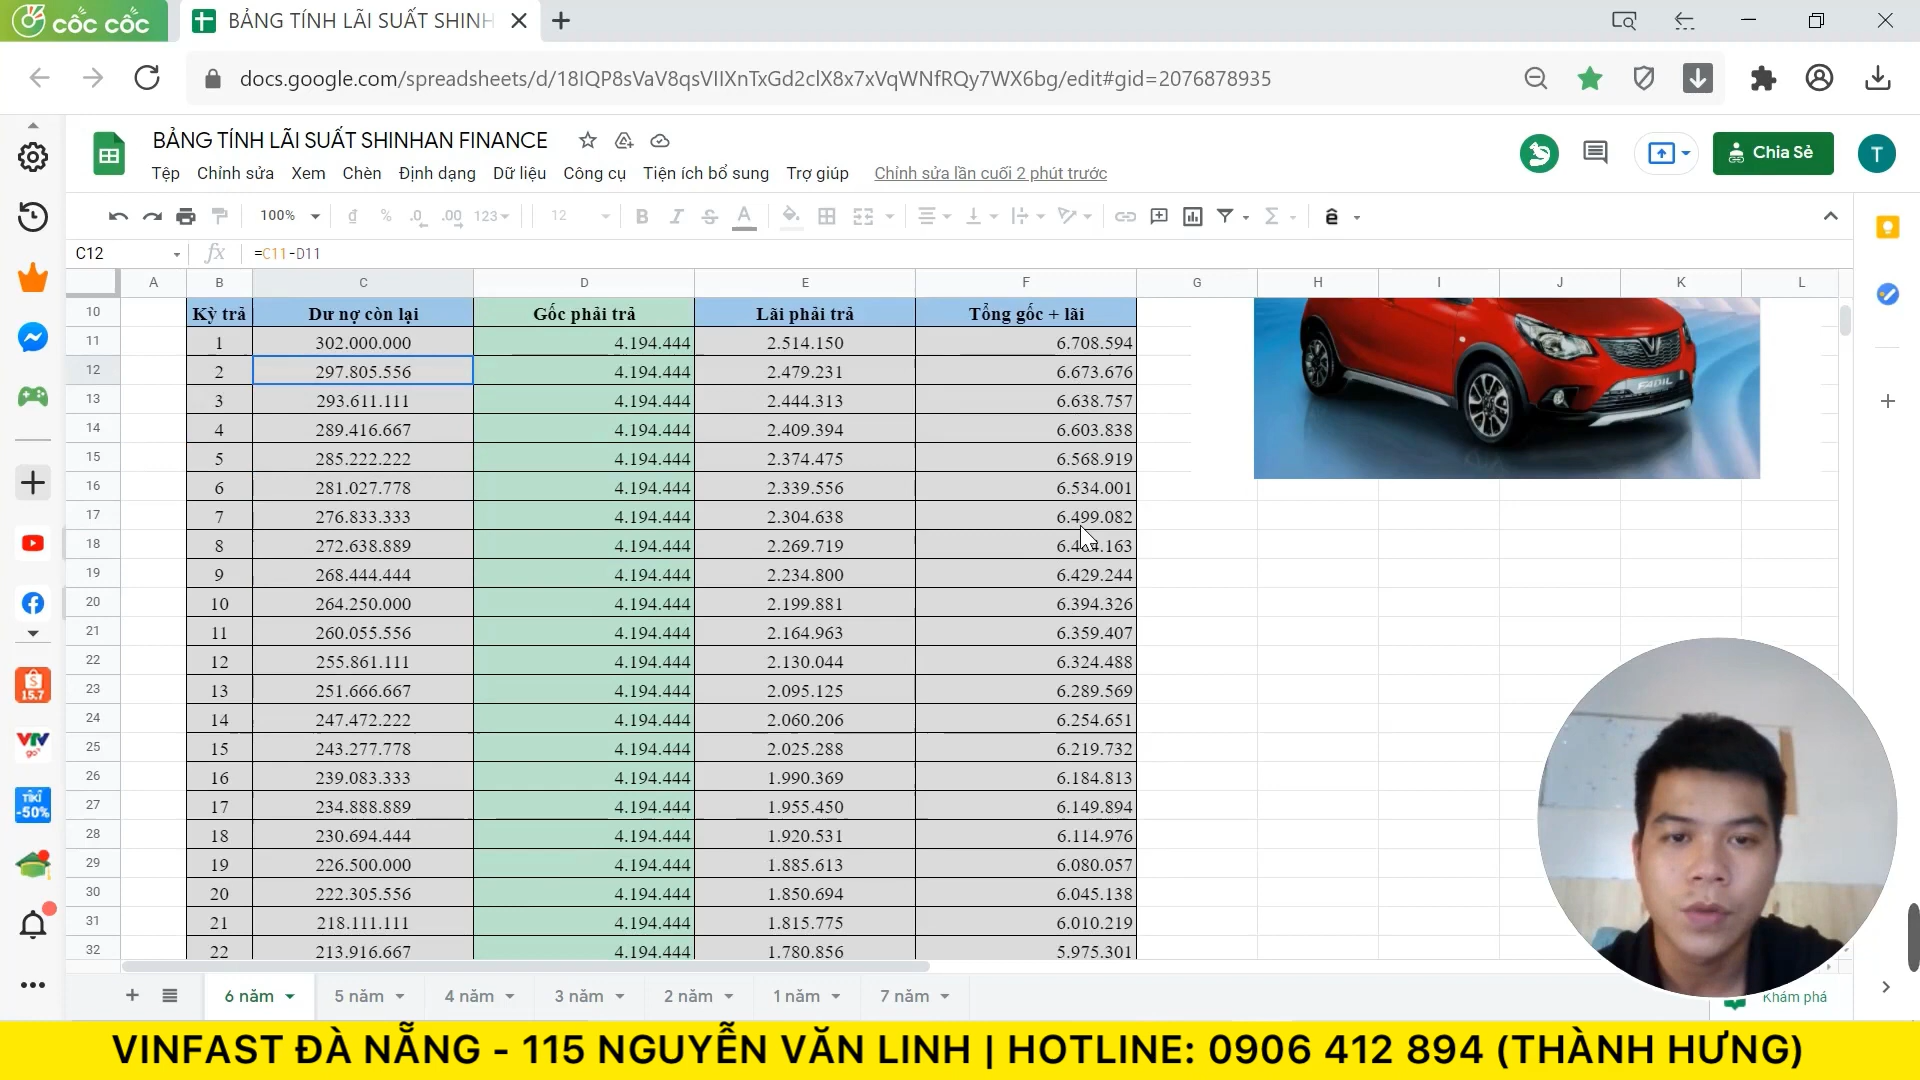 cốc cốc
BẢNG TÍNH LÃI SUẤT SHINH
docs.google.com/spreadsheets/d/18IQP8sVaV8qsVIIXnTxGd2clX8x7xVqWNfRQy7WX6bg/edit#gid=2076878935
BẢNG TÍNH LÃI SUẤT SHINHAN FINANCE
Tệp Chỉnh sửa Xem Chèn Định dạng Dữ liệu Công cụ Tiện ích bổ sung Trợ giúp Chỉnh sửa lần cuối 2 phút trước
Chia Sẻ
T
100% ₫ % .0 .00 123 12 B I S A Σ ê
C12 fx =C11-D11
A B C D E F G H I J K L
10 Kỳ trả Dư nợ còn lại Gốc phải trả Lãi phải trả Tổng gốc + lãi
11 1 302.000.000 4.194.444 2.514.150 6.708.594
12 2 297.805.556 4.194.444 2.479.231 6.673.676
13 3 293.611.111 4.194.444 2.444.313 6.638.757
14 4 289.416.667 4.194.444 2.409.394 6.603.838
15 5 285.222.222 4.194.444 2.374.475 6.568.919
16 6 281.027.778 4.194.444 2.339.556 6.534.001
17 7 276.833.333 4.194.444 2.304.638 6.499.082
18 8 272.638.889 4.194.444 2.269.719
19 9 268.444.444 4.194.444 2.234.800 6.429.244
20 10 264.250.000 4.194.444 2.199.881 6.394.326
21 11 260.055.556 4.194.444 2.164.963 6.359.407
22 12 255.861.111 4.194.444 2.130.044 6.324.488
23 13 251.666.667 4.194.444 2.095.125 6.289.569
24 14 247.472.222 4.194.444 2.060.206 6.254.651
25 15 243.277.778 4.194.444 2.025.288 6.219.732
26 16 239.083.333 4.194.444 1.990.369 6.184.813
27 17 234.888.889 4.194.444 1.955.450 6.149.894
28 18 230.694.444 4.194.444 1.920.531 6.114.976
29 19 226.500.000 4.194.444 1.885.613 6.080.057
30 20 222.305.556 4.194.444 1.850.694 6.045.138
31 21 218.111.111 4.194.444 1.815.775 6.010.219
32 22 213.916.667 4.194.444 1.780.856 5.975.301
FADIL
15.7
VTV
go
TIKI
-50%
6 năm 5 năm 4 năm 3 năm 2 năm 1 năm 7 năm
Khám phá
VINFAST ĐÀ NẴNG - 115 NGUYỄN VĂN LINH | HOTLINE: 0906 412 894 (THÀNH HƯNG)